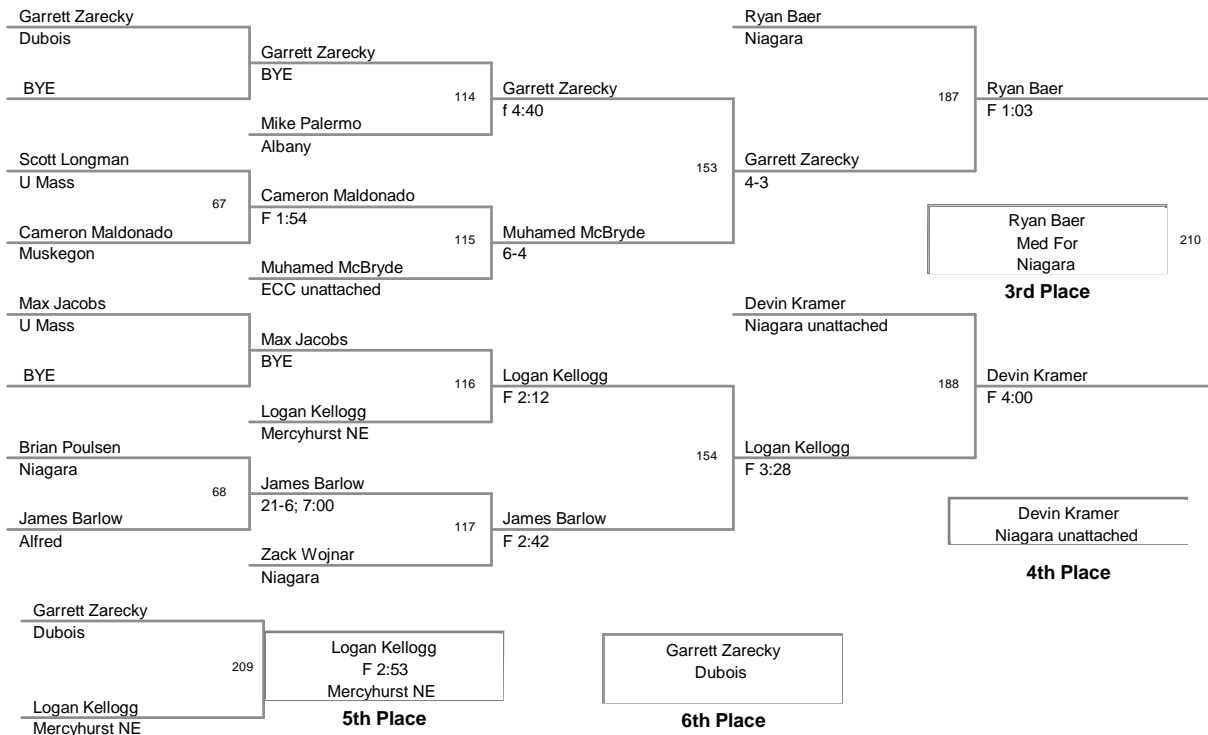 Garrett Zarecky
Dubois
BYE
Scott Longman
U Mass
67
Cameron Maldonado
Muskegon
Max Jacobs
U Mass
BYE
Brian Poulsen
Niagara
68
James Barlow
Alfred
Garrett Zarecky
BYE
114
Mike Palermo
Albany
Cameron Maldonado
F 1:54
115
Muhamed McBryde
ECC unattached
Max Jacobs
BYE
116
Logan Kellogg
Mercyhurst NE
James Barlow
21-6; 7:00
117
Zack Wojnar
Niagara
Garrett Zarecky
f 4:40
153
Muhamed McBryde
6-4
Logan Kellogg
F 2:12
154
James Barlow
F 2:42
Ryan Baer
Niagara
187
Garrett Zarecky
4-3
Devin Kramer
Niagara unattached
188
Logan Kellogg
F 3:28
Ryan Baer
F 1:03
Ryan Baer
Med For
Niagara
210
3rd Place
Devin Kramer
F 4:00
Devin Kramer
Niagara unattached
4th Place
Garrett Zarecky
Dubois
209
Logan Kellogg
Mercyhurst NE
Logan Kellogg
F 2:53
Mercyhurst NE
5th Place
Garrett Zarecky
Dubois
6th Place